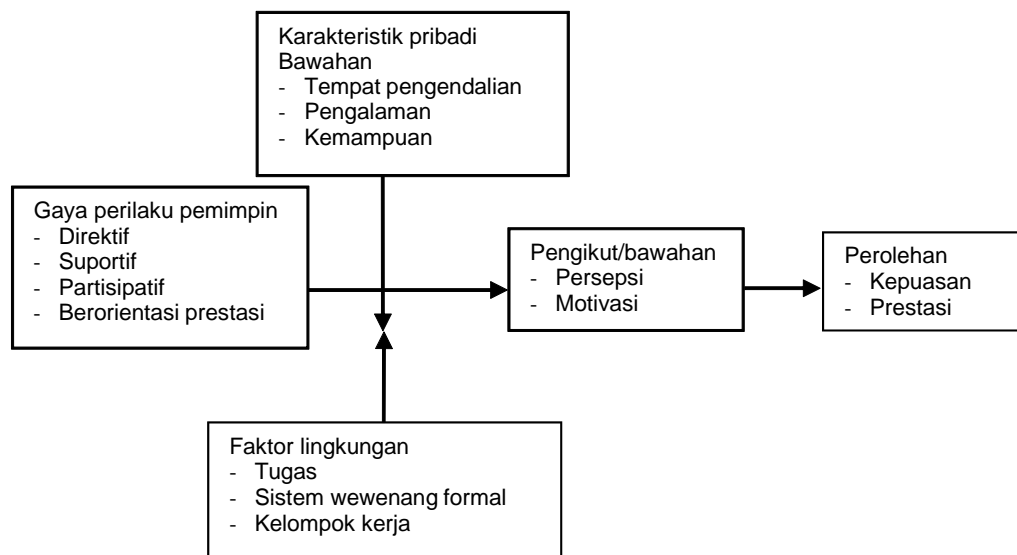 Karakteristik pribadi
Bawahan
- Tempat pengendalian
- Pengalaman
- Kemampuan
Gaya perilaku pemimpin
- Direktif
- Suportif
- Partisipatif
- Berorientasi prestasi
Pengikut/bawahan
- Persepsi
- Motivasi
Perolehan
- Kepuasan
- Prestasi
Faktor lingkungan
- Tugas
- Sistem wewenang formal
- Kelompok kerja